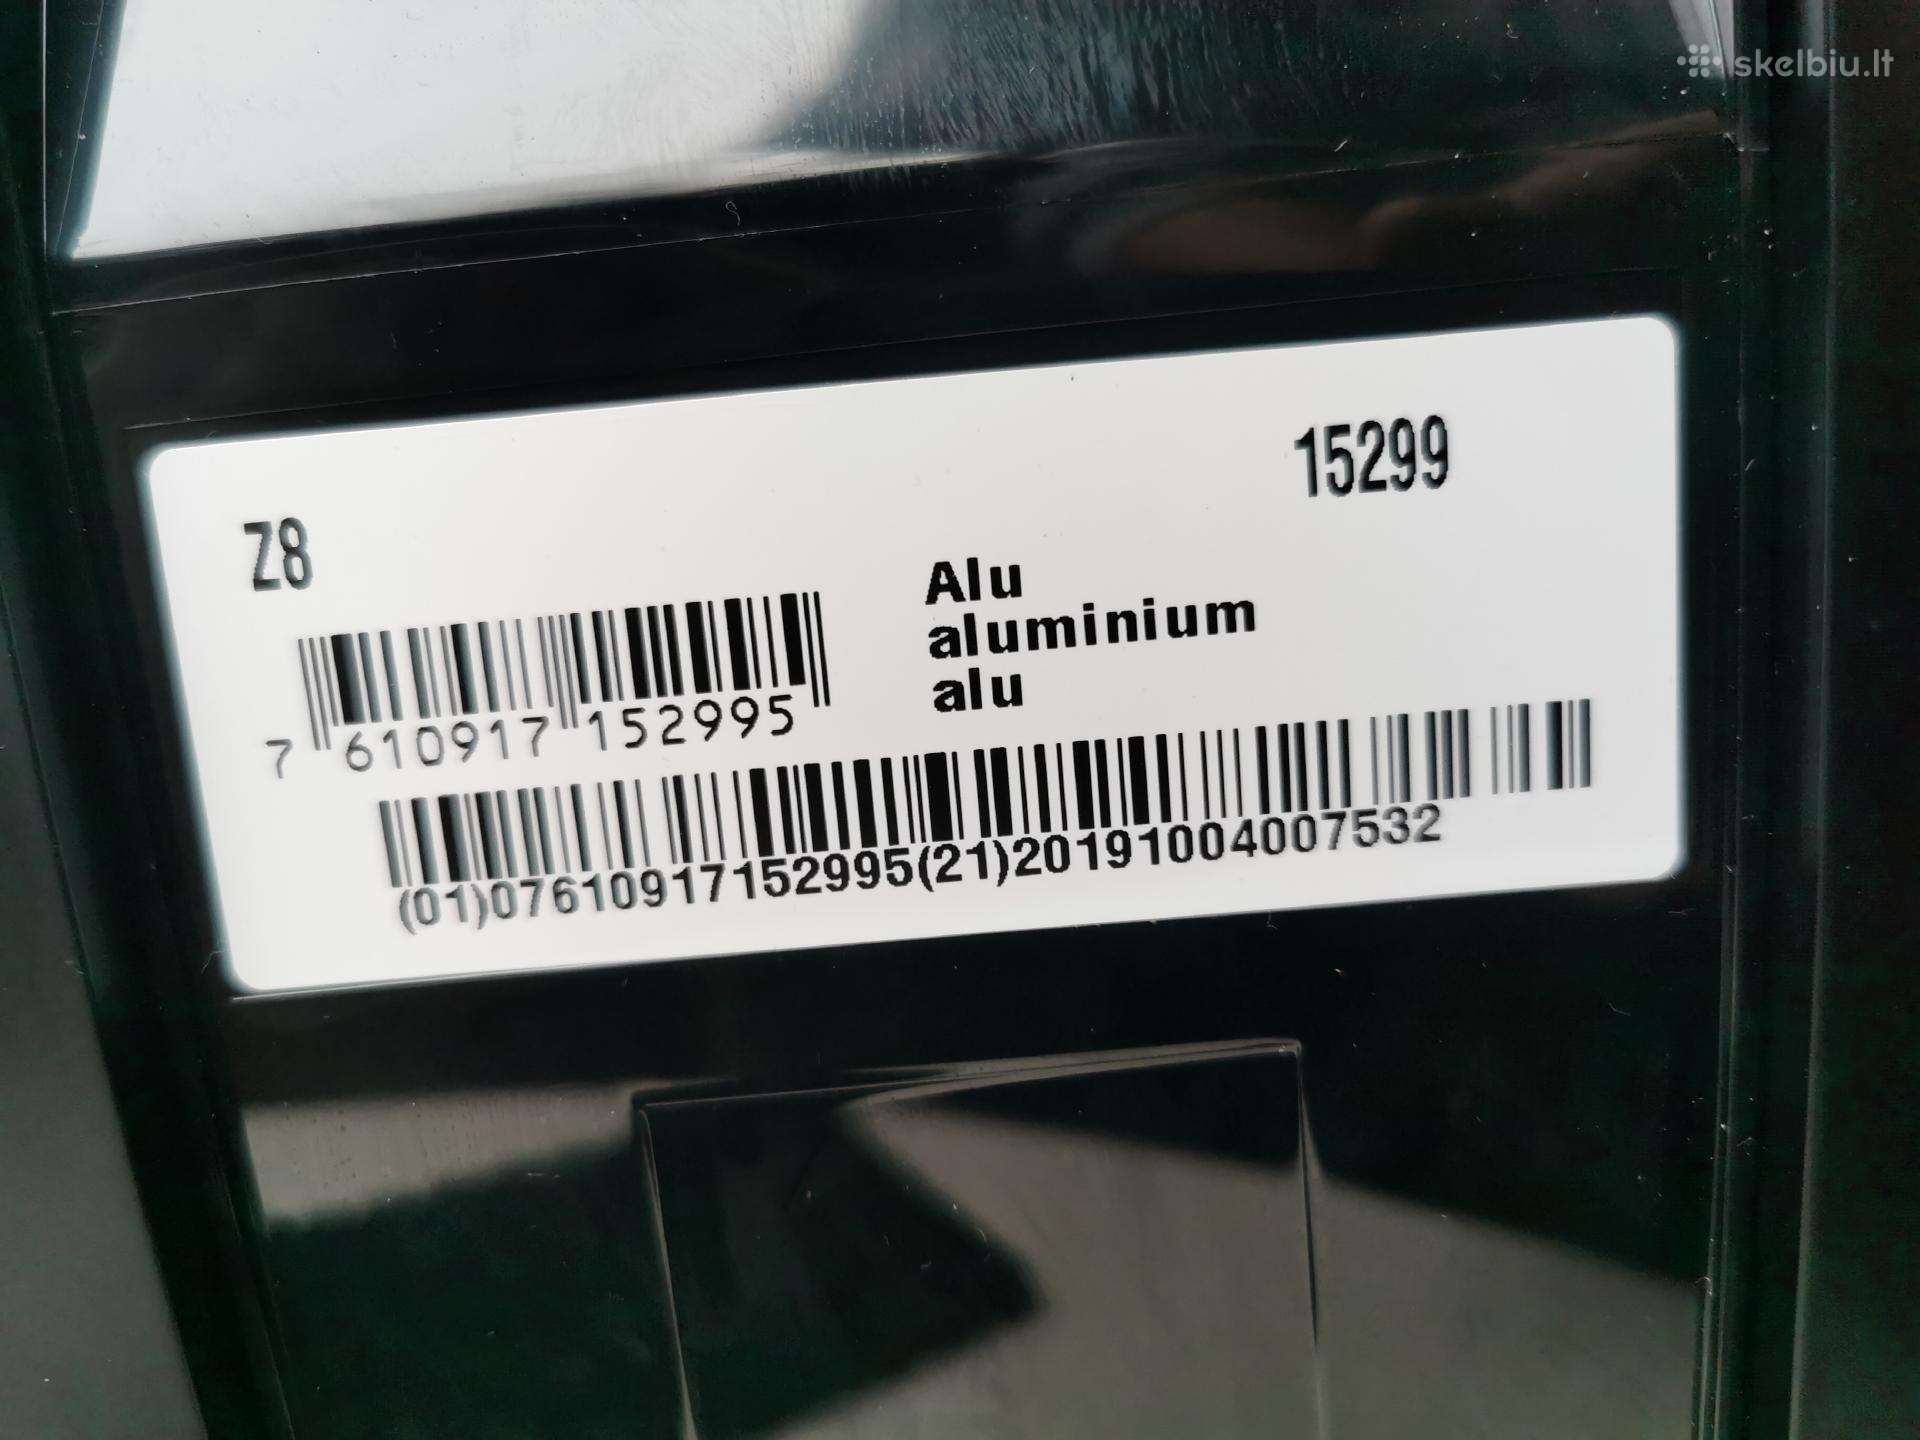 skelbiu.lt
15299
Z8
Alu
aluminium
alu
7 610917 152995
(01)07610917152995(21)20191004007532